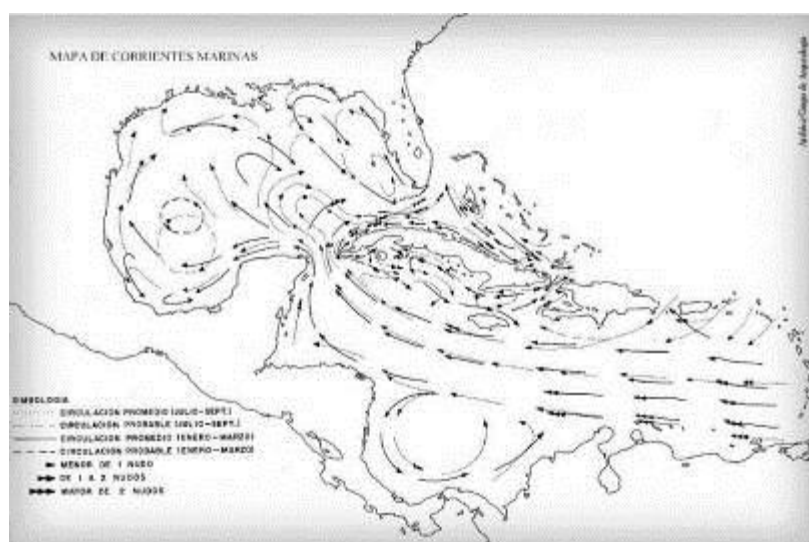 MAPA DE CORRIENTES MARINAS
SIMBOLOGIA
CIRCULACION PROMEDIO (JULIO-SEPT.)
CIRCULACION PROBABLE (JULIO-SEPT.)
CIRCULACION PROMEDIO (ENERO-MARZO)
CIRCULACION PROBABLE (ENERO-MARZO)
MENOR DE 1 NUDO
DE 1 A 2 NUDOS
MAYOR DE 2 NUDOS